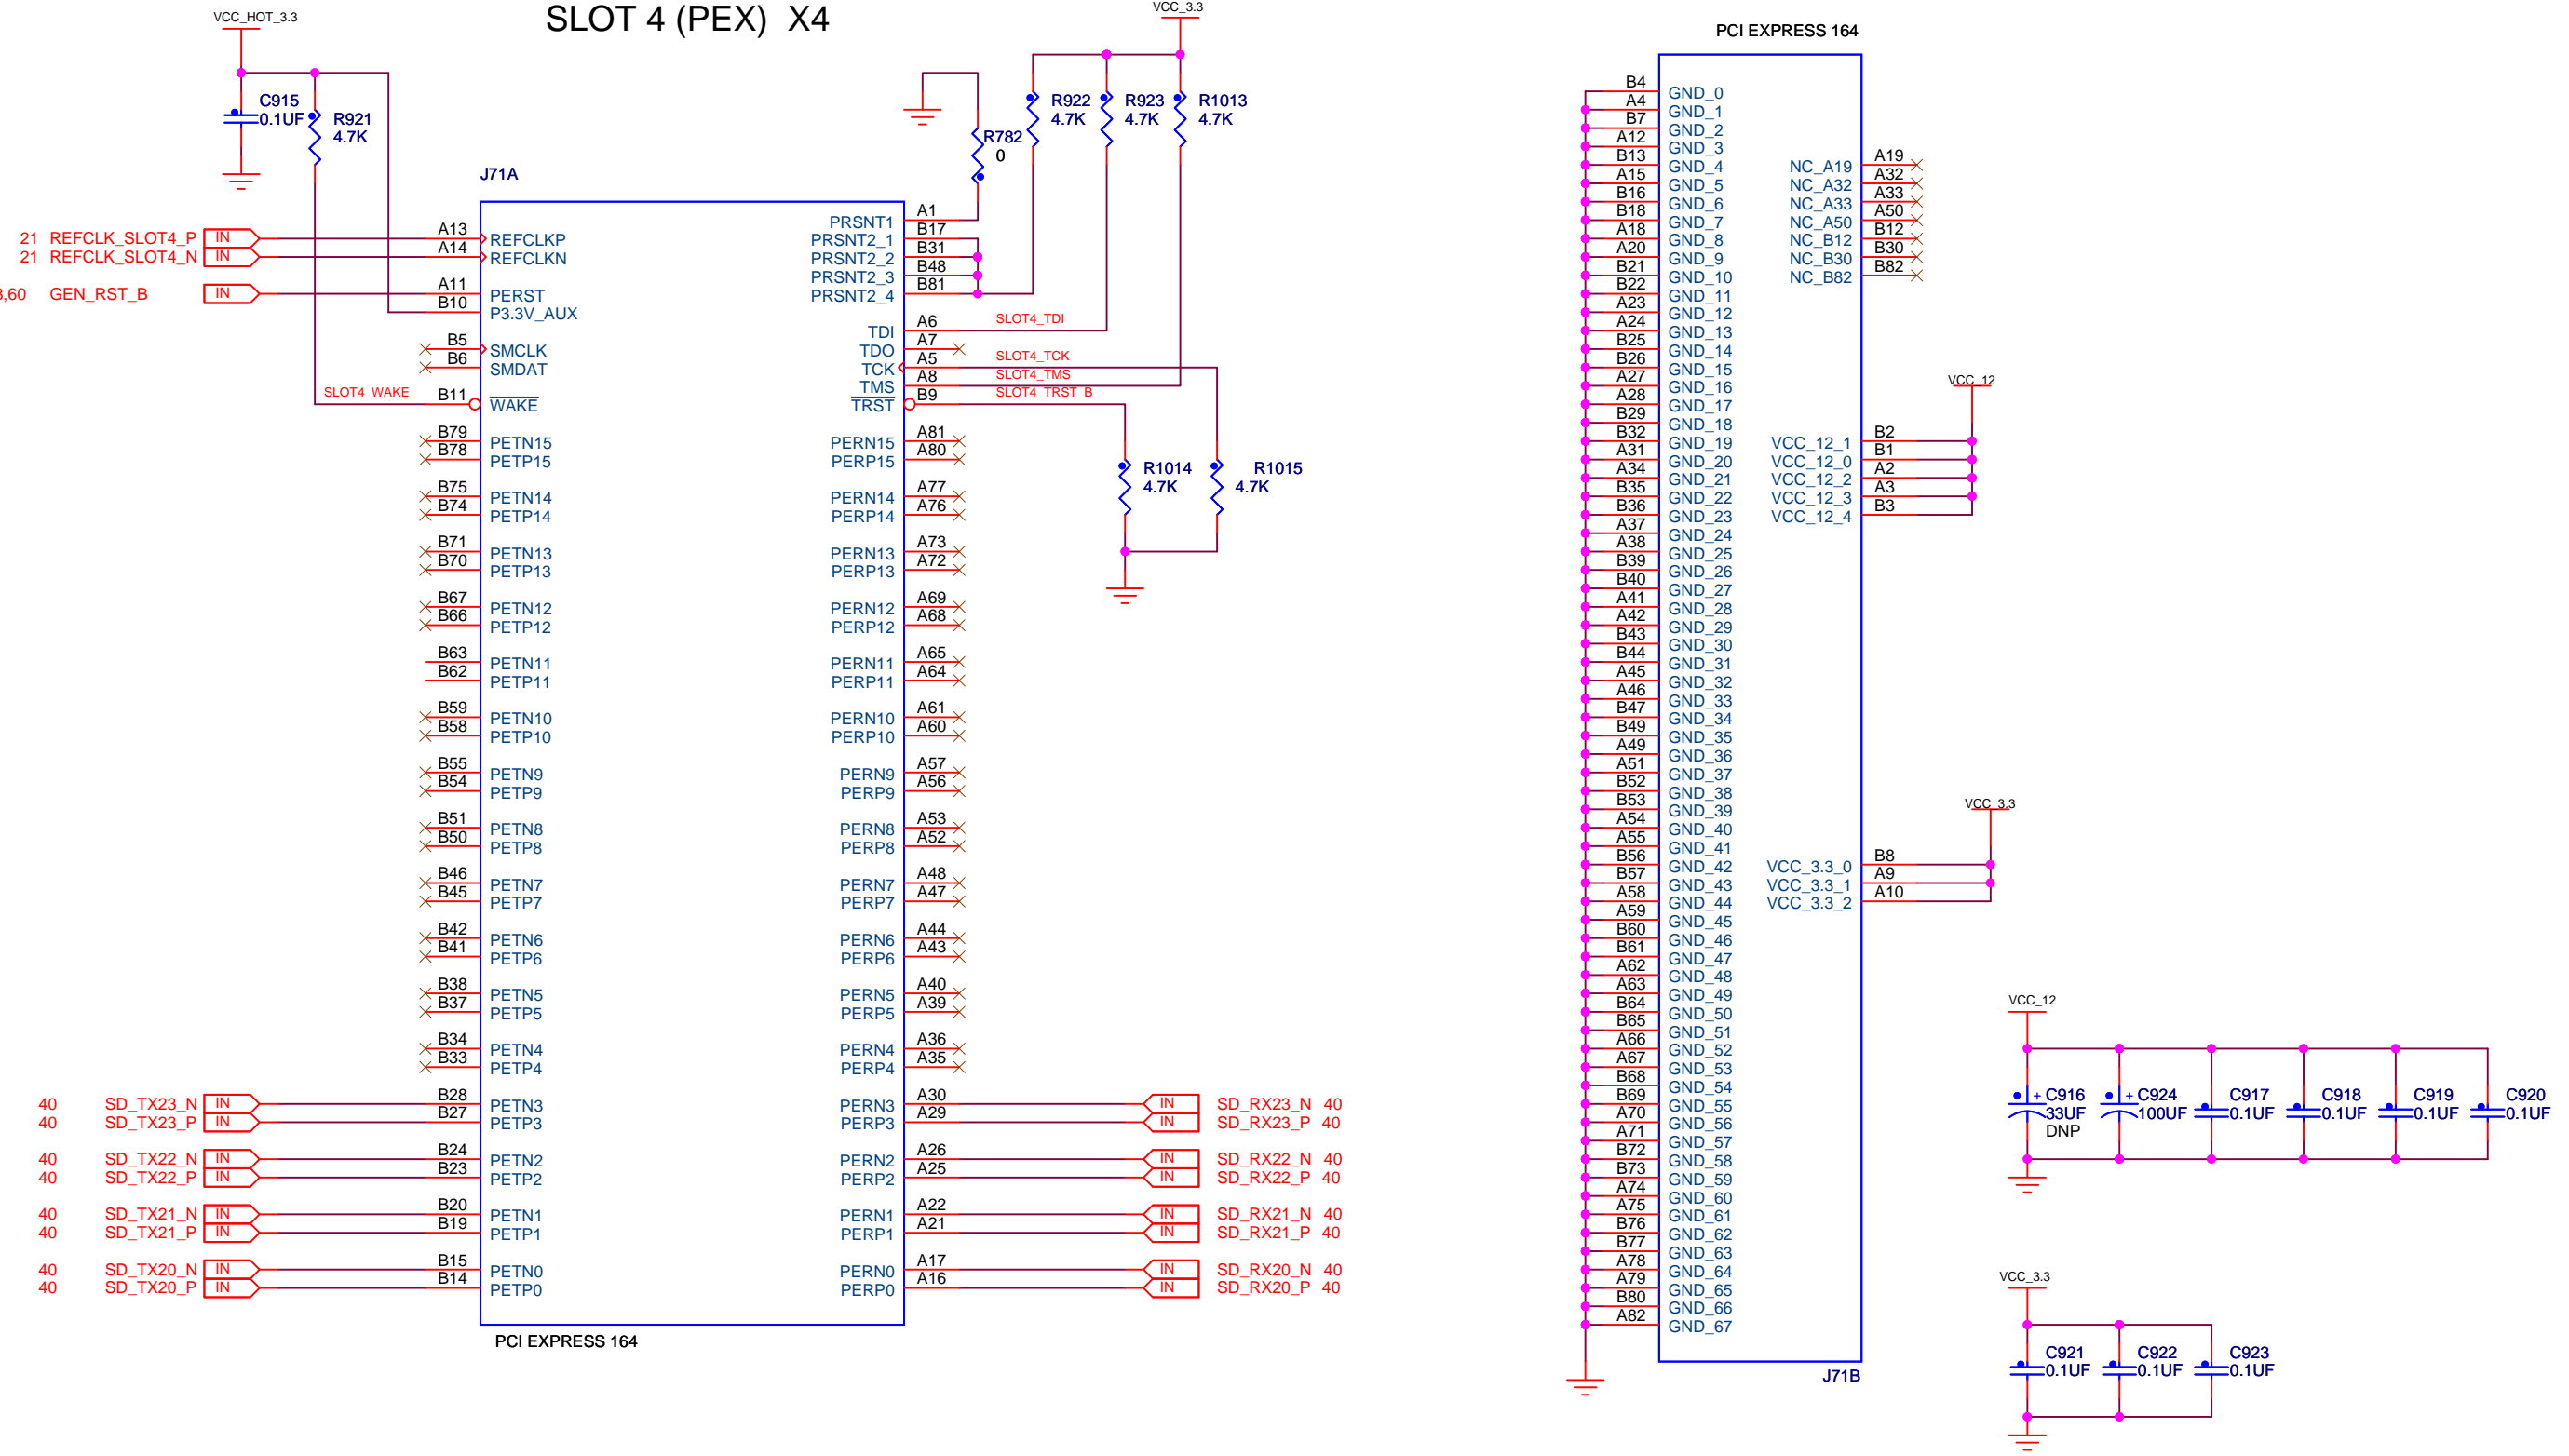 SLOT 4 (PEX) X4
VCC_HOT_3.3
C915
0.1UF
R921
4.7K
VCC_3.3
R782
0
R922
4.7K
R923
4.7K
R1013
4.7K
J71A
21 REFCLK_SLOT4_P IN A13 REFCLKP
21 REFCLK_SLOT4_N IN A14 REFCLKN
,60 GEN_RST_B IN A11 PERST
B10 P3.3V_AUX
B5 SMCLK
B6 SMDAT
SLOT4_WAKE B11 WAKE
B79 PETN15
B78 PETP15
B75 PETN14
B74 PETP14
B71 PETN13
B70 PETP13
B67 PETN12
B66 PETP12
B63 PETN11
B62 PETP11
B59 PETN10
B58 PETP10
B55 PETN9
B54 PETP9
B51 PETN8
B50 PETP8
B46 PETN7
B45 PETP7
B42 PETN6
B41 PETP6
B38 PETN5
B37 PETP5
B34 PETN4
B33 PETP4
40 SD_TX23_N IN B28 PETN3
40 SD_TX23_P IN B27 PETP3
40 SD_TX22_N IN B24 PETN2
40 SD_TX22_P IN B23 PETP2
40 SD_TX21_N IN B20 PETN1
40 SD_TX21_P IN B19 PETP1
40 SD_TX20_N IN B15 PETN0
40 SD_TX20_P IN B14 PETP0
PRSNT1 A1
PRSNT2_1 B17
PRSNT2_2 B31
PRSNT2_3 B48
PRSNT2_4 B81
TDI A6 SLOT4_TDI
TDO A7
TCK A5 SLOT4_TCK
TMS A8 SLOT4_TMS
TRST B9 SLOT4_TRST_B
R1014
4.7K
R1015
4.7K
PERN15 A81
PERP15 A80
PERN14 A77
PERP14 A76
PERN13 A73
PERP13 A72
PERN12 A69
PERP12 A68
PERN11 A65
PERP11 A64
PERN10 A61
PERP10 A60
PERN9 A57
PERP9 A56
PERN8 A53
PERP8 A52
PERN7 A48
PERP7 A47
PERN6 A44
PERP6 A43
PERN5 A40
PERP5 A39
PERN4 A36
PERP4 A35
PERN3 A30 IN SD_RX23_N 40
PERP3 A29 IN SD_RX23_P 40
PERN2 A26 IN SD_RX22_N 40
PERP2 A25 IN SD_RX22_P 40
PERN1 A22 IN SD_RX21_N 40
PERP1 A21 IN SD_RX21_P 40
PERN0 A17 IN SD_RX20_N 40
PERP0 A16 IN SD_RX20_P 40
PCI EXPRESS 164
PCI EXPRESS 164
B4 GND_0
A4 GND_1
B7 GND_2
A12 GND_3
B13 GND_4
A15 GND_5
B16 GND_6
B18 GND_7
A18 GND_8
A20 GND_9
B21 GND_10
B22 GND_11
A23 GND_12
A24 GND_13
B25 GND_14
B26 GND_15
A27 GND_16
A28 GND_17
B29 GND_18
B32 GND_19
A31 GND_20
A34 GND_21
B35 GND_22
B36 GND_23
A37 GND_24
A38 GND_25
B39 GND_26
B40 GND_27
A41 GND_28
A42 GND_29
B43 GND_30
B44 GND_31
A45 GND_32
A46 GND_33
B47 GND_34
B49 GND_35
A49 GND_36
A51 GND_37
B52 GND_38
B53 GND_39
A54 GND_40
A55 GND_41
B56 GND_42
B57 GND_43
A58 GND_44
A59 GND_45
B60 GND_46
B61 GND_47
A62 GND_48
A63 GND_49
B64 GND_50
B65 GND_51
A66 GND_52
A67 GND_53
B68 GND_54
B69 GND_55
A70 GND_56
A71 GND_57
B72 GND_58
B73 GND_59
A74 GND_60
A75 GND_61
B76 GND_62
B77 GND_63
A78 GND_64
A79 GND_65
B80 GND_66
A82 GND_67
NC_A19 A19
NC_A32 A32
NC_A33 A33
NC_A50 A50
NC_B12 B12
NC_B30 B30
NC_B82 B82
VCC_12
VCC_12_1 B2
VCC_12_0 B1
VCC_12_2 A2
VCC_12_3 A3
VCC_12_4 B3
VCC_3.3
VCC_3.3_0 B8
VCC_3.3_1 A9
VCC_3.3_2 A10
J71B
VCC_12
+ C916
33UF
DNP
+ C924
100UF
C917
0.1UF
C918
0.1UF
C919
0.1UF
C920
0.1UF
VCC_3.3
C921
0.1UF
C922
0.1UF
C923
0.1UF